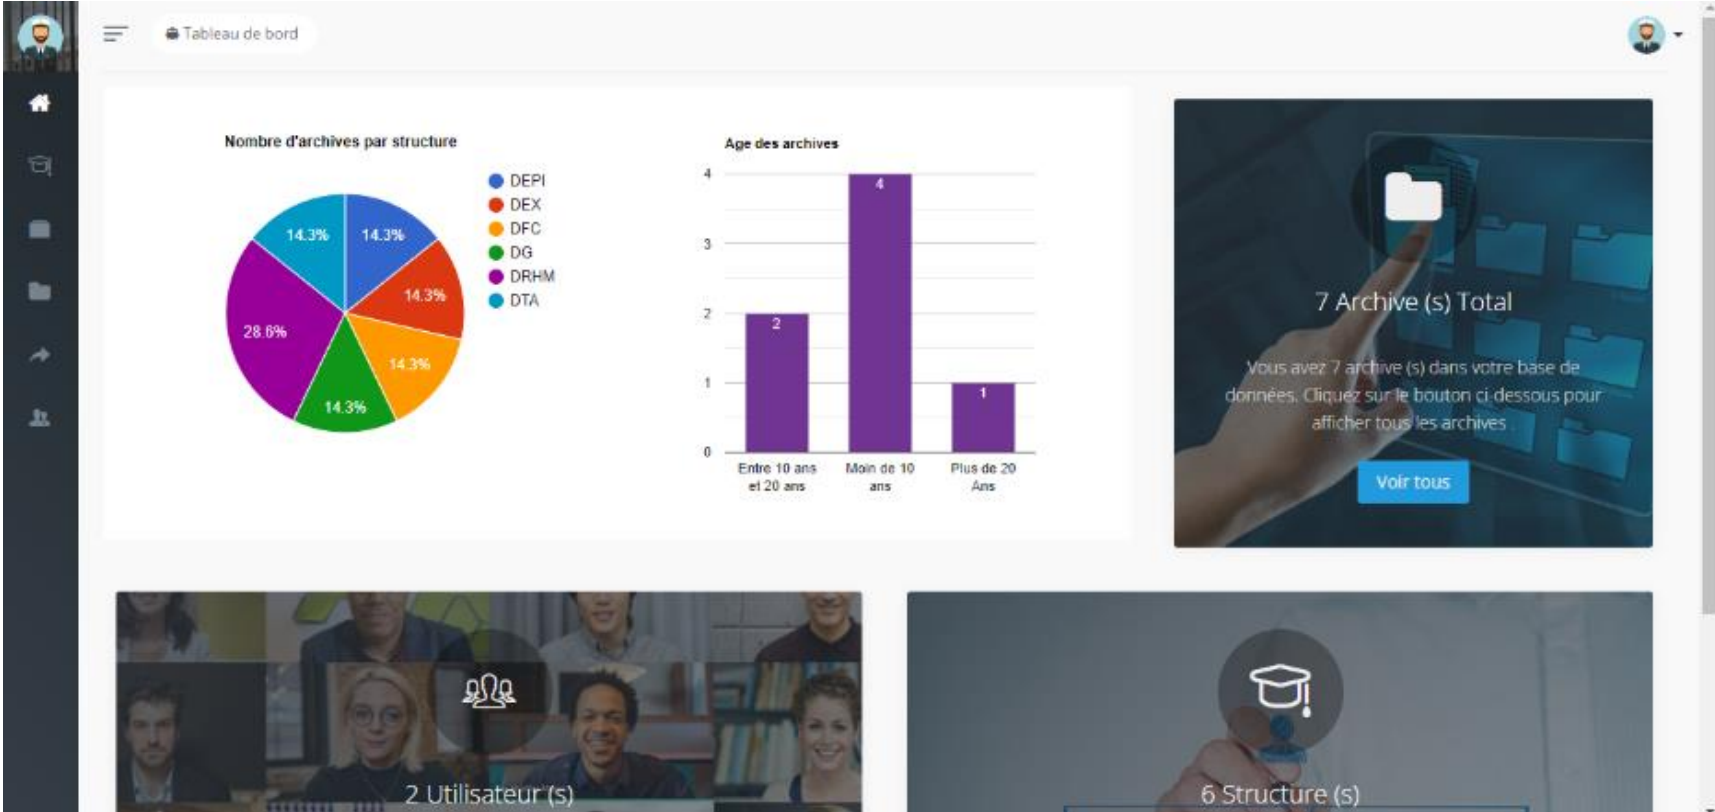 Tableau de bord
Nombre d'archives par structure
14.3%
14.3%
14.3%
28.6%
14.3%
14.3%
DEPI
DEX
DFC
DG
DRHM
DTA
Age des archives
4
3
2
1
0
2
4
1
Entre 10 ans
et 20 ans
Moin de 10
ans
Plus de 20
Ans
7 Archive (s) Total
Vous avez 7 archive (s) dans votre base de
données. Cliquez sur le bouton ci-dessous pour
afficher tous les archives .
Voir tous
2 Utilisateur (s)
6 Structure (s)